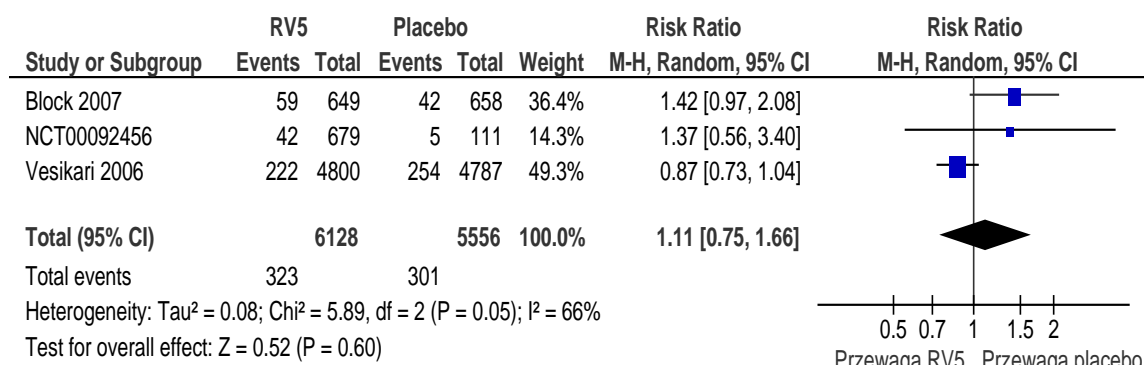 RV5 Placebo Risk Ratio Risk Ratio
Study or Subgroup Events Total Events Total Weight M-H, Random, 95% CI M-H, Random, 95% CI
Block 2007 59 649 42 658 36.4% 1.42 [0.97, 2.08]
NCT00092456 42 679 5 111 14.3% 1.37 [0.56, 3.40]
Vesikari 2006 222 4800 254 4787 49.3% 0.87 [0.73, 1.04]
Total (95% CI) 6128 5556 100.0% 1.11 [0.75, 1.66]
Total events 323 301
Heterogeneity: Tau² = 0.08; Chi² = 5.89, df = 2 (P = 0.05); I² = 66%
Test for overall effect: Z = 0.52 (P = 0.60)
0.5 0.7 1 1.5 2
Przewaga RV5 Przewaga placebo